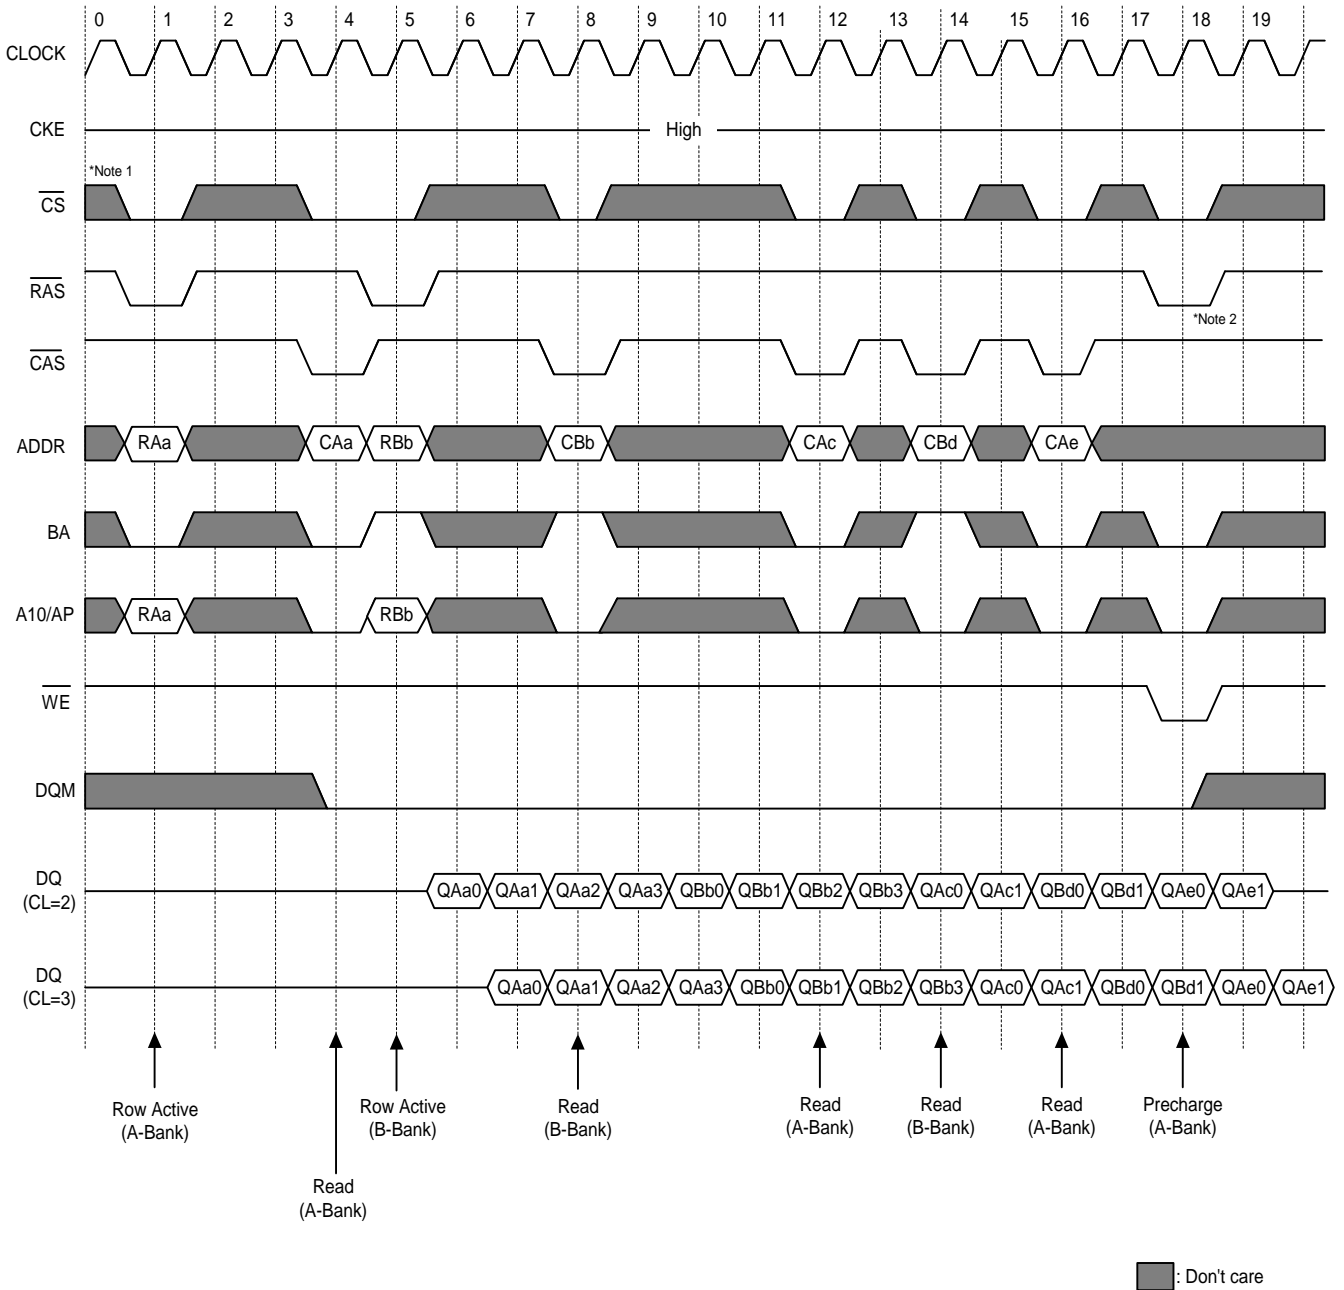 0 1 2 3 4 5 6 7 8 9 10 11 12 13 14 15 16 17 18 19
CLOCK
CKE High
*Note 1
CS
RAS
*Note 2
CAS
ADDR RAa CAa RBb CBb CAc CBd CAe
BA
A10/AP RAa RBb
WE
DQM
DQ
(CL=2)
QAa0 QAa1 QAa2 QAa3 QBb0 QBb1 QBb2 QBb3 QAc0 QAc1 QBd0 QBd1 QAe0 QAe1
DQ
(CL=3)
QAa0 QAa1 QAa2 QAa3 QBb0 QBb1 QBb2 QBb3 QAc0 QAc1 QBd0 QBd1 QAe0 QAe1
Row Active
(A-Bank)
Read
(A-Bank)
Row Active
(B-Bank)
Read
(B-Bank)
Read
(A-Bank)
Read
(B-Bank)
Read
(A-Bank)
Precharge
(A-Bank)
: Don't care